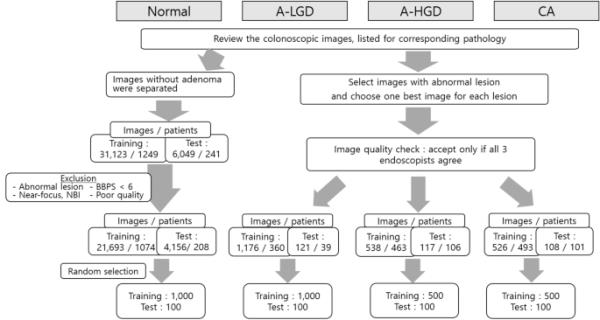 Normal
A-LGD
A-HGD
CA
Review the colonoscopic images, listed for corresponding pathology
Images without adenoma
were separated
Select images with abnormal lesion
and choose one best image for each lesion
Images / patients
Training :
31,123 / 1249
Test :
6,049 / 241
Image quality check : accept only if all 3
endoscopists agree
Exclusion
- Abnormal lesion - BBPS < 6
- Near-focus, NBI - Poor quality
Images / patients
Training :
21,693 / 1074
Test :
4,156/ 208
Images / patients
Training :
1,176 / 360
Test :
121 / 39
Images / patients
Training :
538 / 463
Test :
117 / 106
Images / patients
Training :
526 / 493
Test :
108 / 101
Random selection
Training : 1,000
Test : 100
Training : 1,000
Test : 100
Training : 500
Test : 100
Training : 500
Test : 100